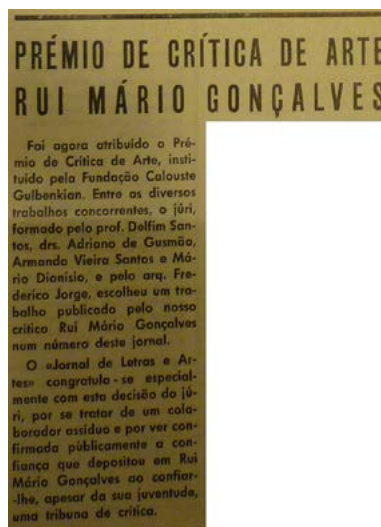 PRÉMIO DE CRÍTICA DE ARTE
RUI MÁRIO GONÇALVES
Foi agora atribuído o Pré-
mio de Crítica de Arte, insti-
tuído pela Fundação Calouste
Gulbenkian. Entre os diversos
trabalhos concorrentes, o júri,
formado pelo prof. Delfim San-
tos, drs. Adriano de Gusmão,
Armando Vieira Santos e Má-
rio Dionísio, e pelo arq. Fre-
derico Jorge, escolheu um tra-
balho publicado pelo nosso
crítico Rui Mário Gonçalves
num número deste jornal.
O «Jornal de Letras e Ar-
tes» congratula-se especial-
mente com esta decisão do jú-
ri, por se tratar de um cola-
borador assíduo e por ver con-
firmada pùblicamente a con-
fiança que depositou em Rui
Mário Gonçalves ao confiar-
-lhe, apesar da sua juventude,
uma tribuna de crítica.